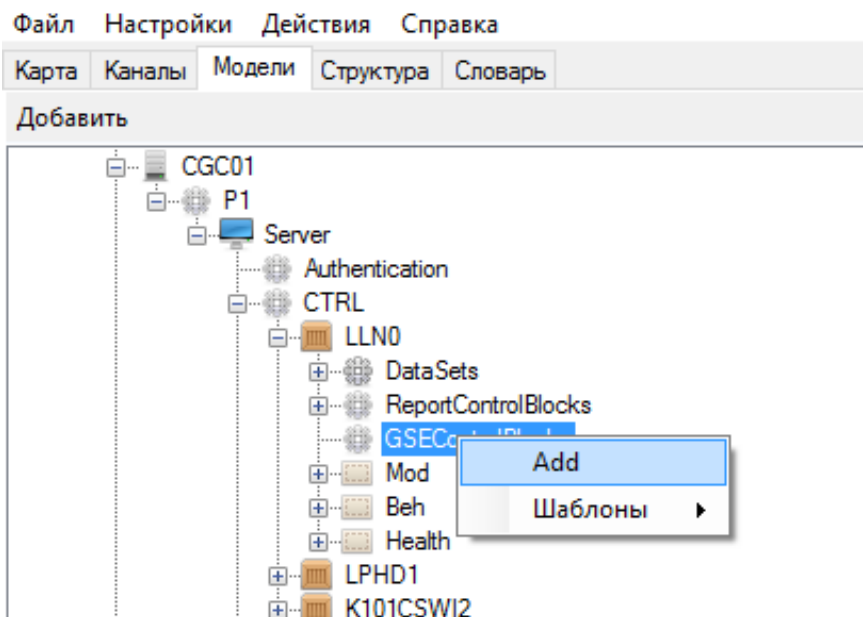 Файл Настройки Действия Справка
Карта Каналы Модели Структура Словарь
Добавить
CGC01
P1
Server
Authentication
CTRL
LLN0
DataSets
ReportControlBlocks
Add
Mod
Beh
Шаблоны
Health
LPHD1
K101CSWI2